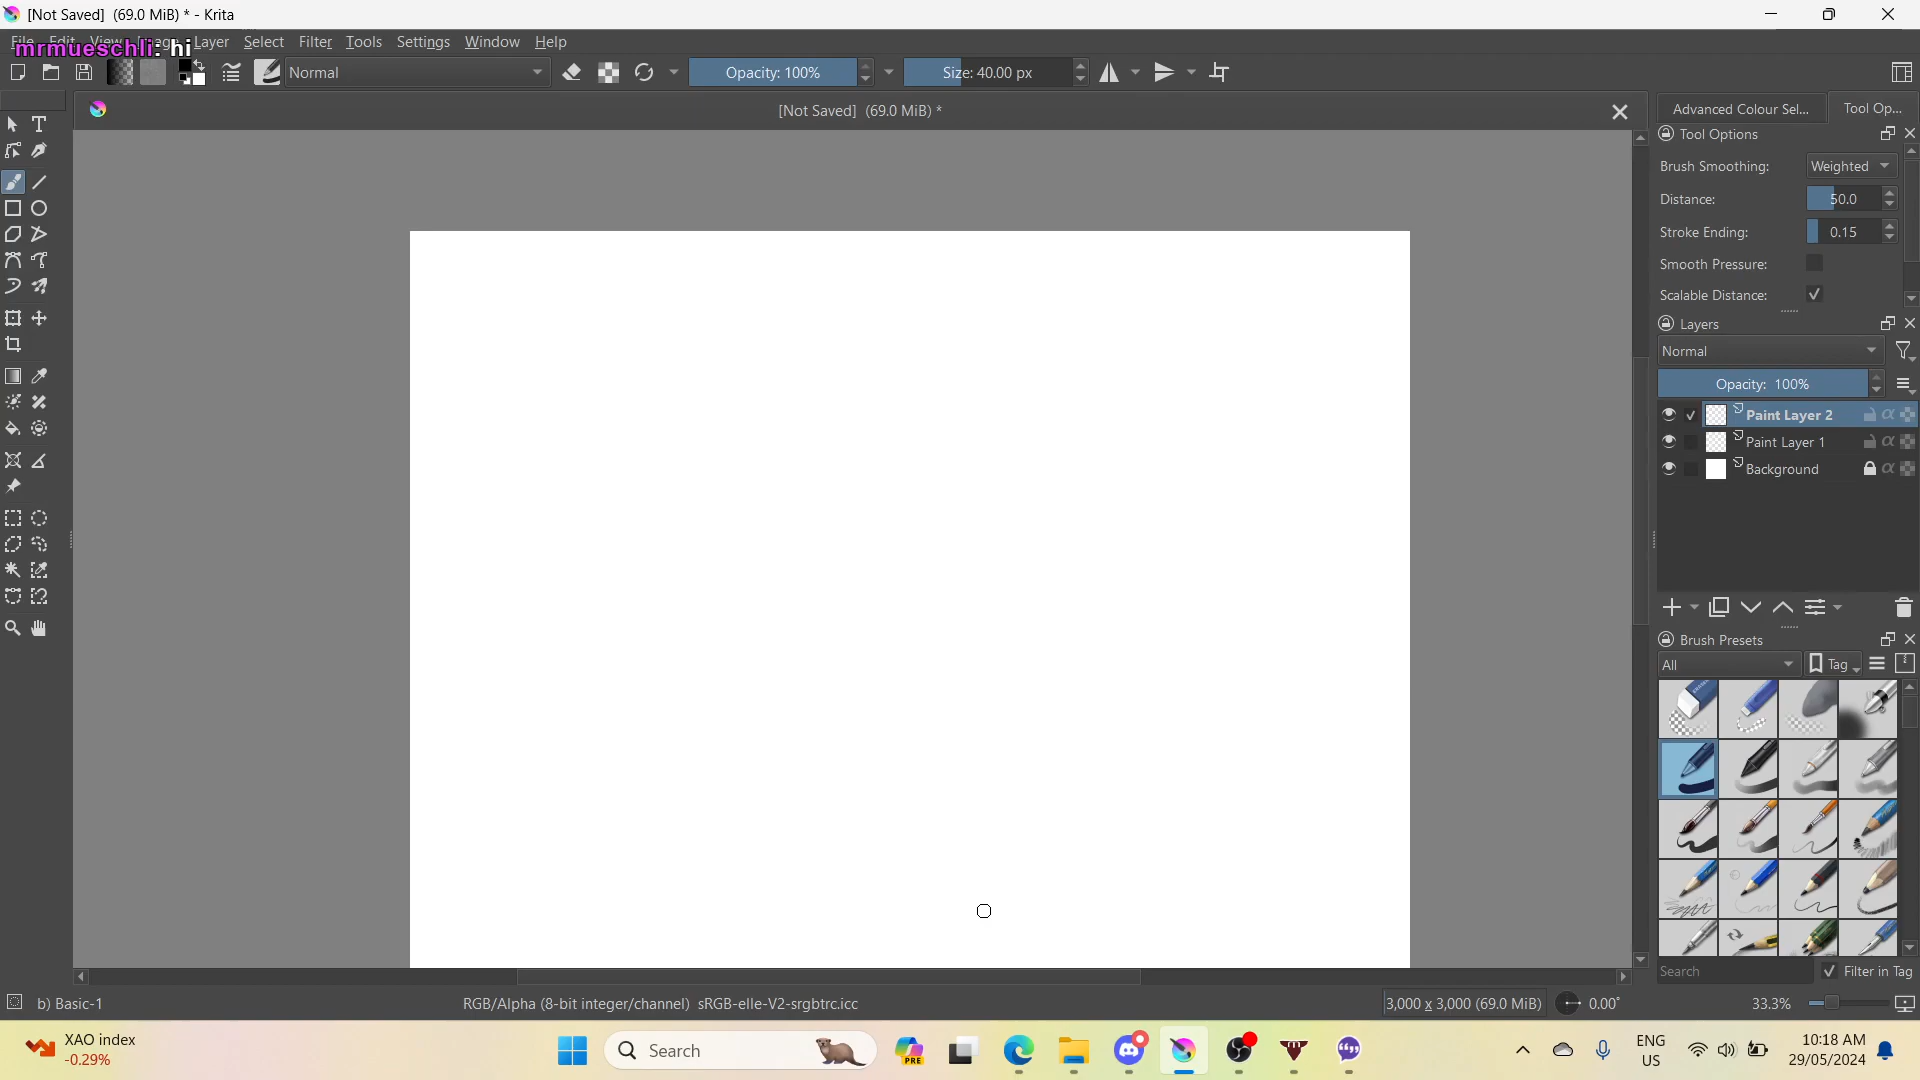 [Not Saved] (69.0 MiB) * - Krita
mrmueschli: hi
Layer Select Filter Tools Settings Window Help
Normal
Opacity: 100%
Size: 40.00 px
[Not Saved] (69.0 MiB) *
Advanced Colour Sel...
Tool Op...
Tool Options
Brush Smoothing: Weighted
Distance: 50.0
Stroke Ending: 0.15
Smooth Pressure:
Scalable Distance:
Layers
Normal
Opacity: 100%
Paint Layer 2
Paint Layer 1
Background
Brush Presets
All
Tag
Search
Filter in Tag
b) Basic-1
RGB/Alpha (8-bit integer/channel) sRGB-elle-V2-srgbtrc.icc
3,000 x 3,000 (69.0 MiB)
0.00°
33.3%
XAO index
-0.29%
Search
PRE
ENG
US
10:18 AM
29/05/2024